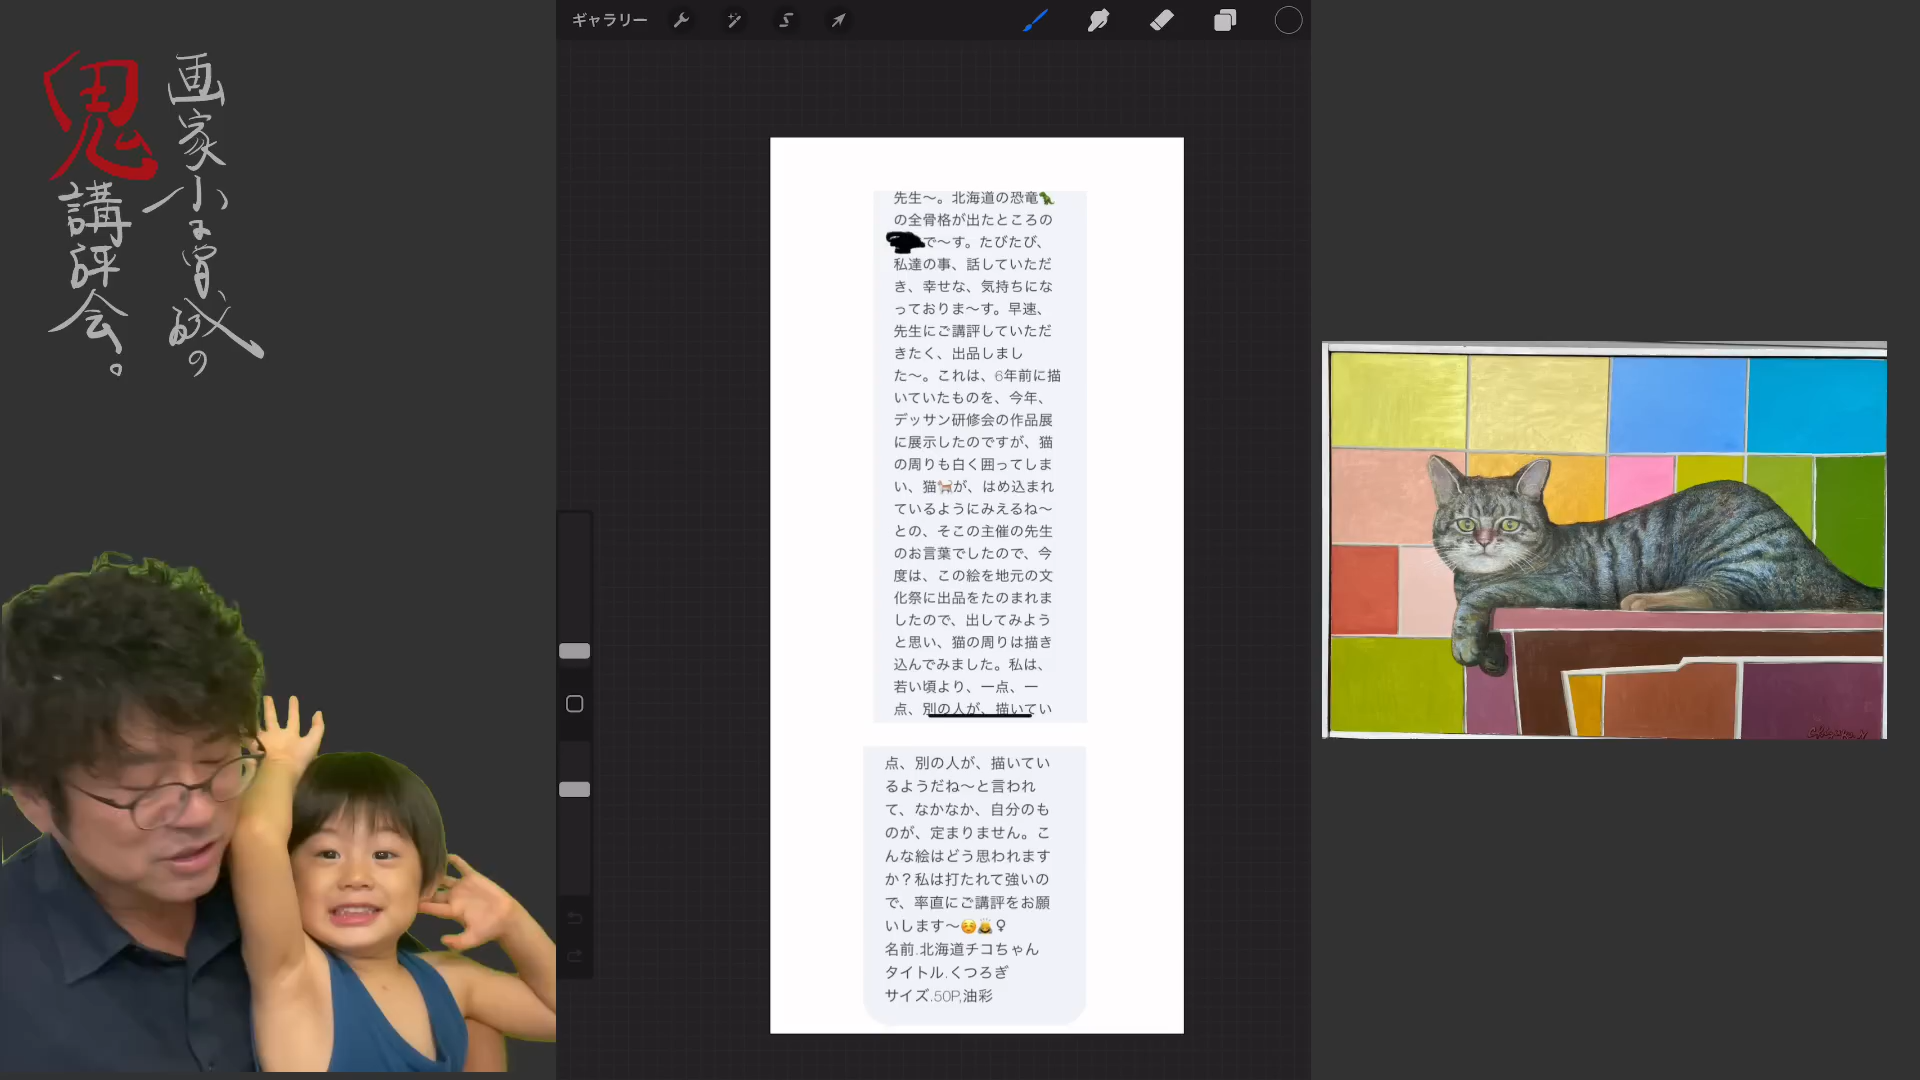 画家小木曽誠の
鬼
講評会。
ギャラリー
先生〜。北海道の恐竜🦖
の全骨格が出たところの
で〜す。たびたび、
私達の事、話していただ
き、幸せな、気持ちにな
っておりま〜す。早速、
先生にご講評していただ
きたく、出品しまし
た〜。これは、6年前に描
いていたものを、今年、
デッサン研修会の作品展
に展示したのですが、猫
の周りも白く囲ってしま
い、猫🐈が、はめ込まれ
ているようにみえるね〜
との、そこの主催の先生
のお言葉でしたので、今
度は、この絵を地元の文
化祭に出品をたのまれま
したので、出してみよう
と思い、猫の周りは描き
込んでみました。私は、
若い頃より、一点、一
点、別の人が、描いてい
点、別の人が、描いてい
るようだね〜と言われ
て、なかなか、自分のも
のが、定まりません。こ
んな絵はどう思われます
か？私は打たれて強いの
で、率直にご講評をお願
いします〜☺️🙇‍♀
名前.北海道チコちゃん
タイトル.くつろぎ
サイズ.50P,油彩